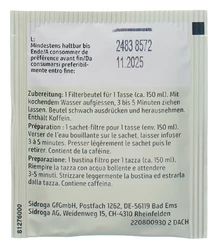 L:
Mindestens haltbar bis
Ende/A consommer de
préférence avant fin/Da
consumarsi preferibil-
mente entro fine:
2483 8572
11.2025
Zubereitung: 1 Filterbeutel für 1 Tasse (ca. 150 ml). Mit
kochendem Wasser aufgiessen, 3 bis 5 Minuten ziehen
lassen. Beutel schwach ausdrücken und herausnehmen.
Enthält Koffein.
Préparation : 1 sachet filtre pour 1 tasse (env. 150 ml).
Verser de l'eau bouillante sur le sachet, laisser infuser
3 à 5 minutes. Presser légèrement le sachet puis le
retirer. Contient de la caféine.
Preparazione: 1 bustina filtro per 1 tazza (ca. 150 ml).
Versare acqua bollente nella tazza ed attendere
3-5 minuti. Strizzare leggermente la bustina ed estrarla
dalla tazza. Contiene caffeina.
Sidroga GfGmbH, Postfach 1262, DE-56119 Bad Ems
Sidroga AG, Weidenweg 15, CH-4310 Rheinfelden
220800930 2 DACH
81276000